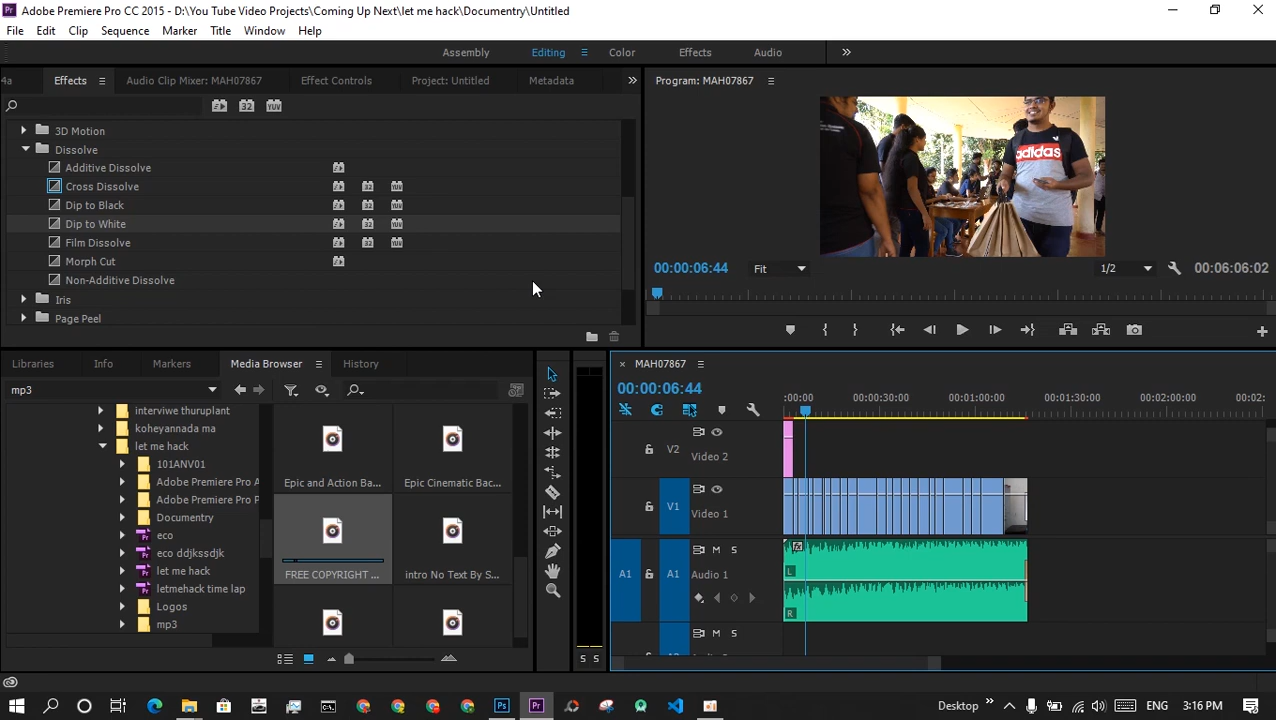 Adobe Premiere Pro CC 2015 - D:\You Tube Video Projects\Coming Up Next\let me hack\Documentry\Untitled
File Edit Clip Sequence Marker Title Window Help
Assembly Editing Color Effects Audio
4a Effects Audio Clip Mixer: MAH07867 Effect Controls Project: Untitled Metadata
Program: MAH07867
3D Motion
Dissolve
Additive Dissolve
Cross Dissolve
Dip to Black
Dip to White
Film Dissolve
Morph Cut
Non-Additive Dissolve
Iris
Page Peel
adidas
00:00:06:44 Fit 1/2 00:06:06:02
Libraries Info Markers Media Browser History
mp3
interviwe thuruplant
koheyannada ma
let me hack
101ANV01
Adobe Premiere Pro A
Adobe Premiere Pro P
Documentry
eco
eco ddjkssdjk
let me hack
letmehack time lap
Logos
mp3
Epic and Action Ba... Epic Cinematic Bac...
FREE COPYRIGHT ... intro No Text By S...
S S
MAH07867
00:00:06:44
:00:00 00:00:30:00 00:01:00:00 00:01:30:00 00:02:00:00 00:02:
V2 Video 2
V1 Video 1
M S
A1 A1 Audio 1
L
R
fx
M S
Desktop ENG 3:16 PM